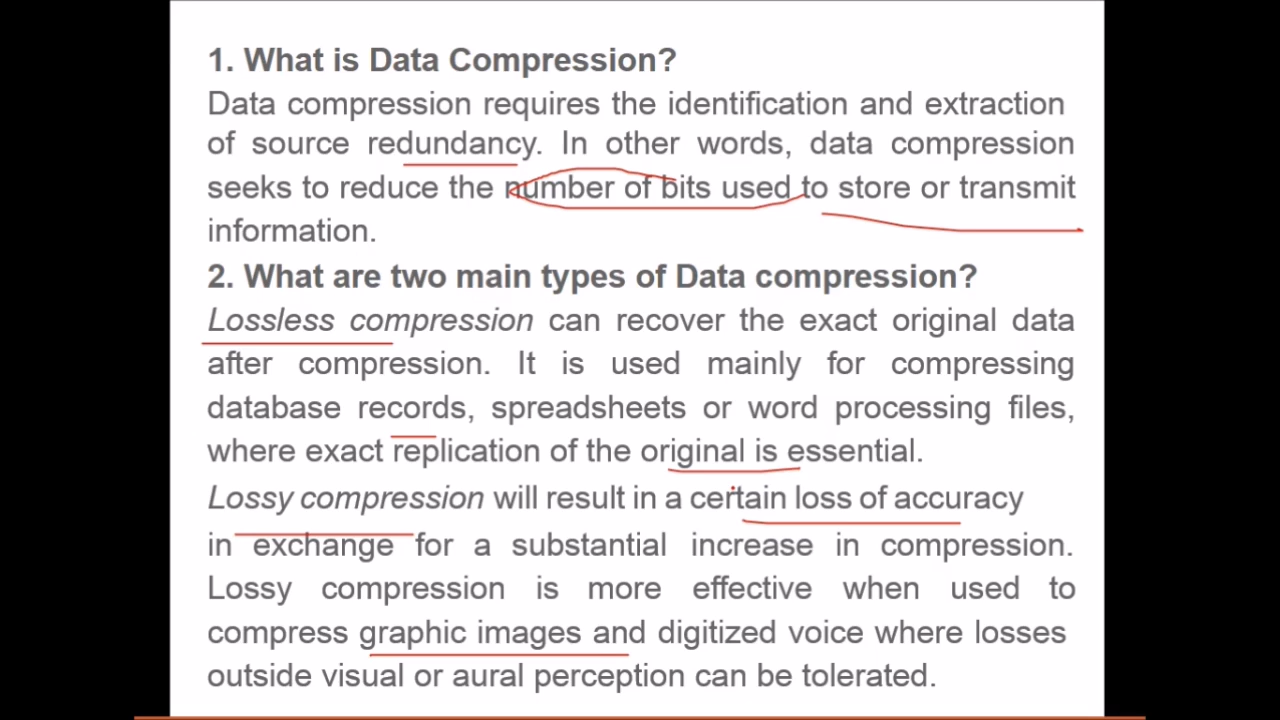 1. What is Data Compression?
Data compression requires the identification and extraction
of source redundancy. In other words, data compression
seeks to reduce the number of bits used to store or transmit
information.
2. What are two main types of Data compression?
Lossless compression can recover the exact original data
after compression. It is used mainly for compressing
database records, spreadsheets or word processing files,
where exact replication of the original is essential.
Lossy compression will result in a certain loss of accuracy
in exchange for a substantial increase in compression.
Lossy compression is more effective when used to
compress graphic images and digitized voice where losses
outside visual or aural perception can be tolerated.